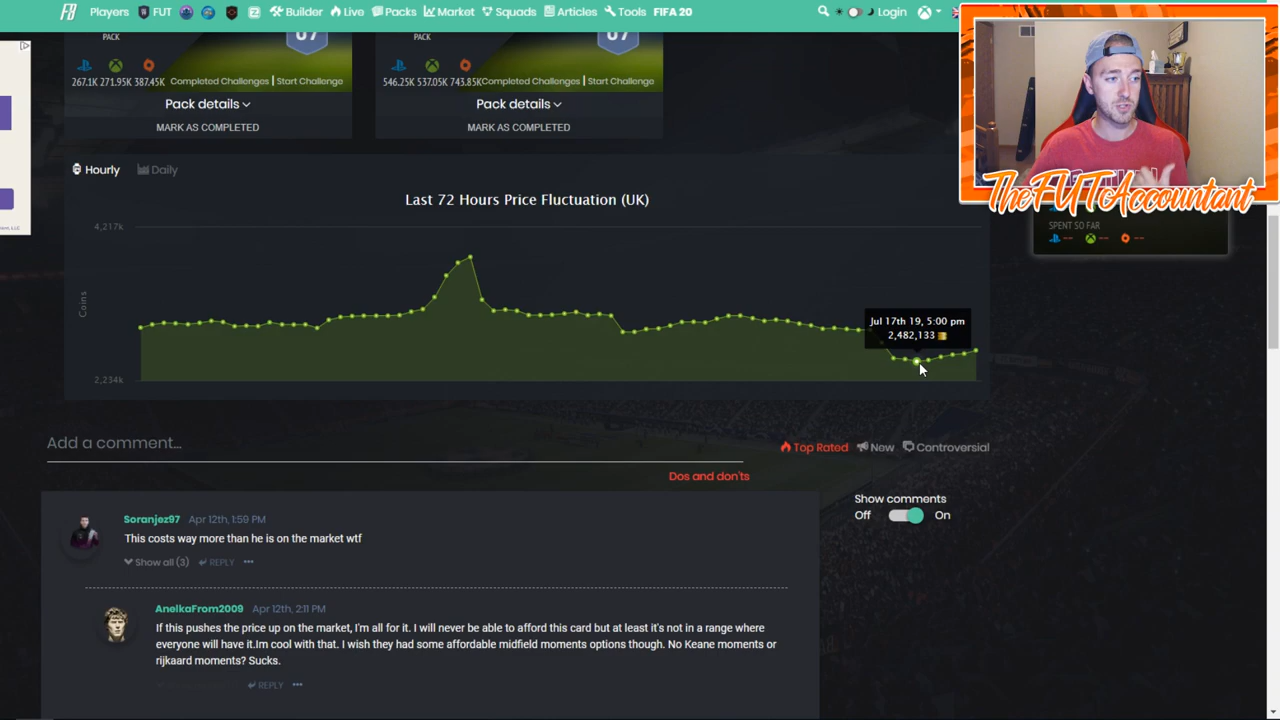 FB Players FUT Builder Live Packs Market Squads Articles Tools FIFA 20 Login
PACK PACK
267.1K 271.95K 387.45K Completed Challenges | Start Challenge 546.25K 537.05K 743.85K Completed Challenges | Start Challenge
Pack details Pack details
MARK AS COMPLETED MARK AS COMPLETED
TheFUTAccountant
SPENT SO FAR
Hourly Daily
Last 72 Hours Price Fluctuation (UK)
4,217k
Coins
Jul 17th 19, 5:00 pm
2,482,133
2,234k
Add a comment...
Top Rated New Controversial
Dos and don'ts
Show comments
Off On
Soranjez97 Apr 12th, 1:59 PM
This costs way more than he is on the market wtf
Show all (3) REPLY •••
AnelkaFrom2009 Apr 12th, 2:11 PM
If this pushes the price up on the market, I'm all for it. I will never be able to afford this card but at least it's not in a range where
everyone will have it.Im cool with that. I wish they had some affordable midfield moments options though. No Keane moments or
rijkaard moments? Sucks.
REPLY •••